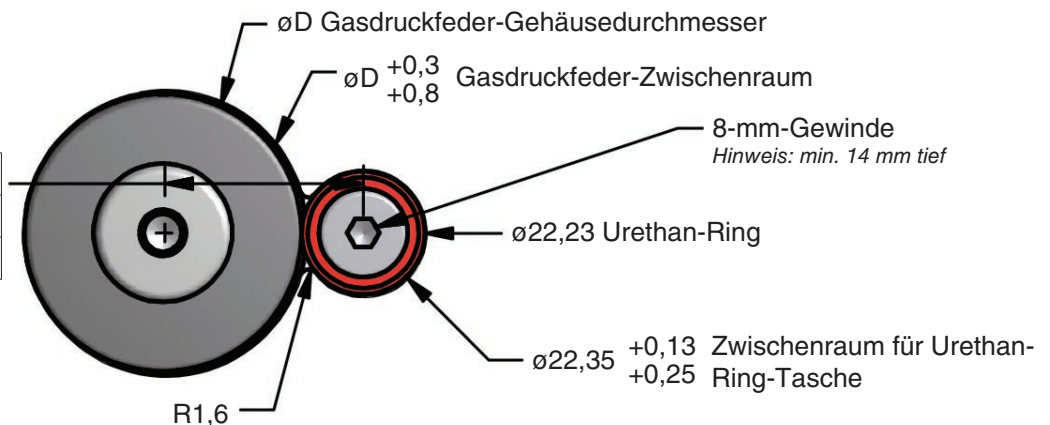 øD Gasdruckfeder-Gehäusedurchmesser
øD +0,3 +0,8 Gasdruckfeder-Zwischenraum
8-mm-Gewinde
Hinweis: min. 14 mm tief
ø22,23 Urethan-Ring
ø22,35 +0,13 +0,25 Zwischenraum für Urethan-
Ring-Tasche
R1,6